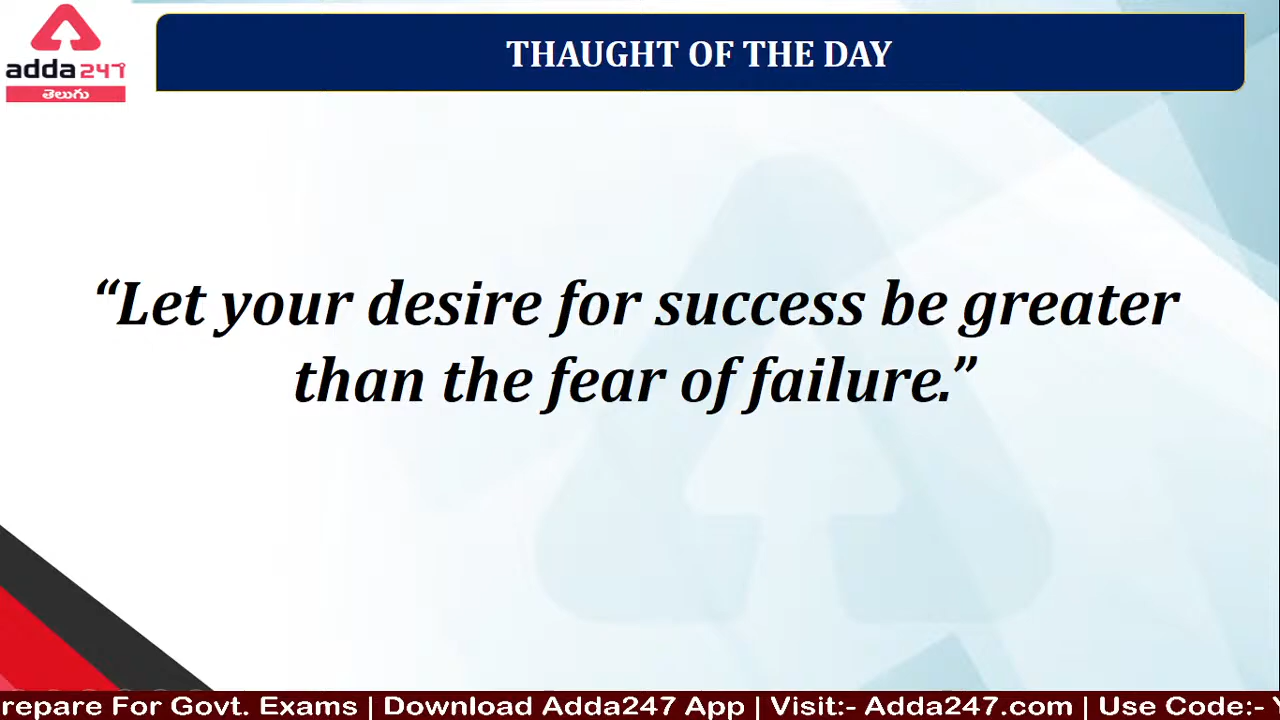 adda247
తెలుగు
THAUGHT OF THE DAY
“Let your desire for success be greater
than the fear of failure.”
repare For Govt. Exams | Download Adda247 App | Visit:- Adda247.com | Use Code:- Y